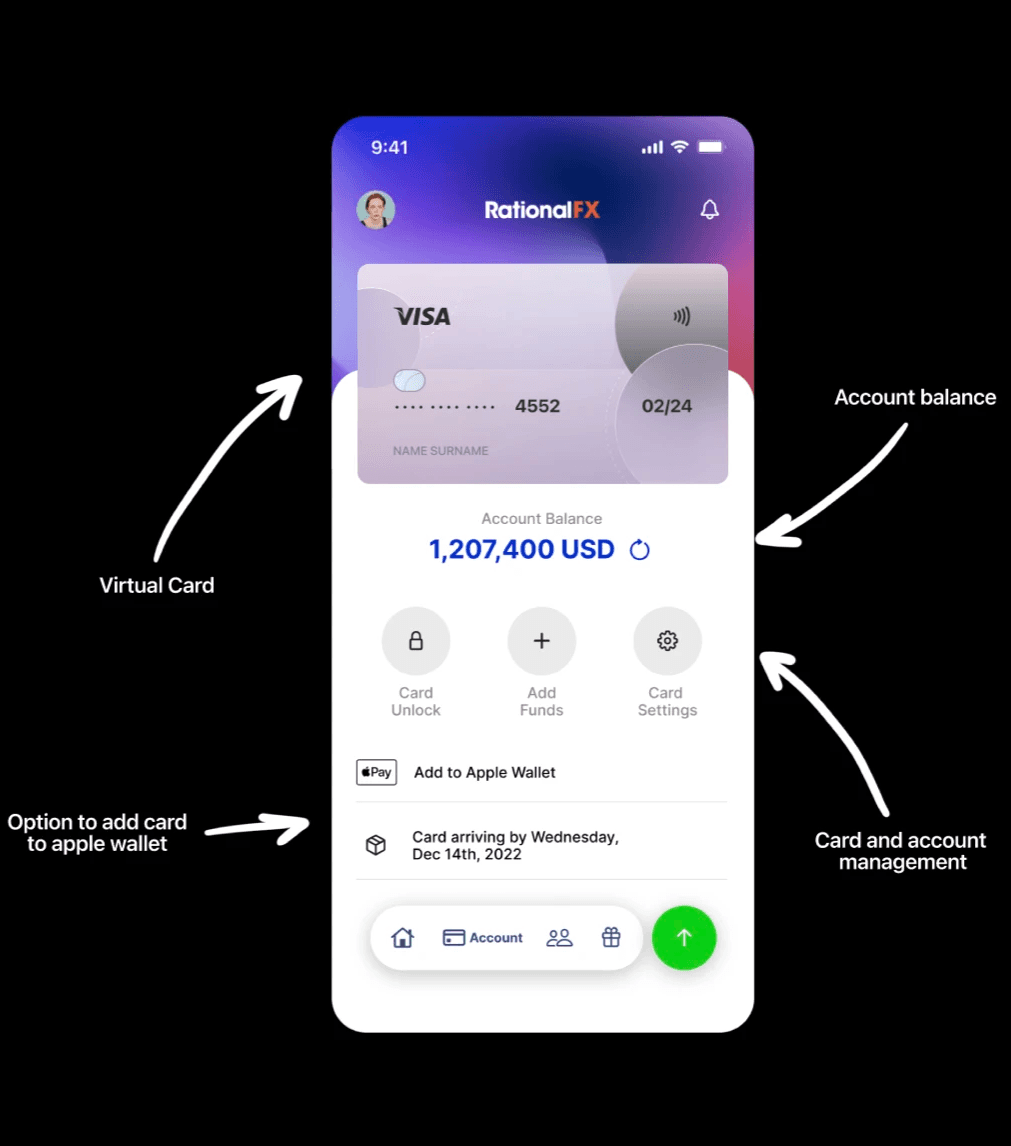 9:41
RationalFX
VISA
•••• •••• •••• 4552 02/24
NAME SURNAME
Account balance
Virtual Card
Account Balance
1,207,400 USD
Card
Unlock
Add
Funds
Card
Settings
Pay
Add to Apple Wallet
Option to add card
to apple wallet
Card arriving by Wednesday,
Dec 14th, 2022
Card and account
management
Account